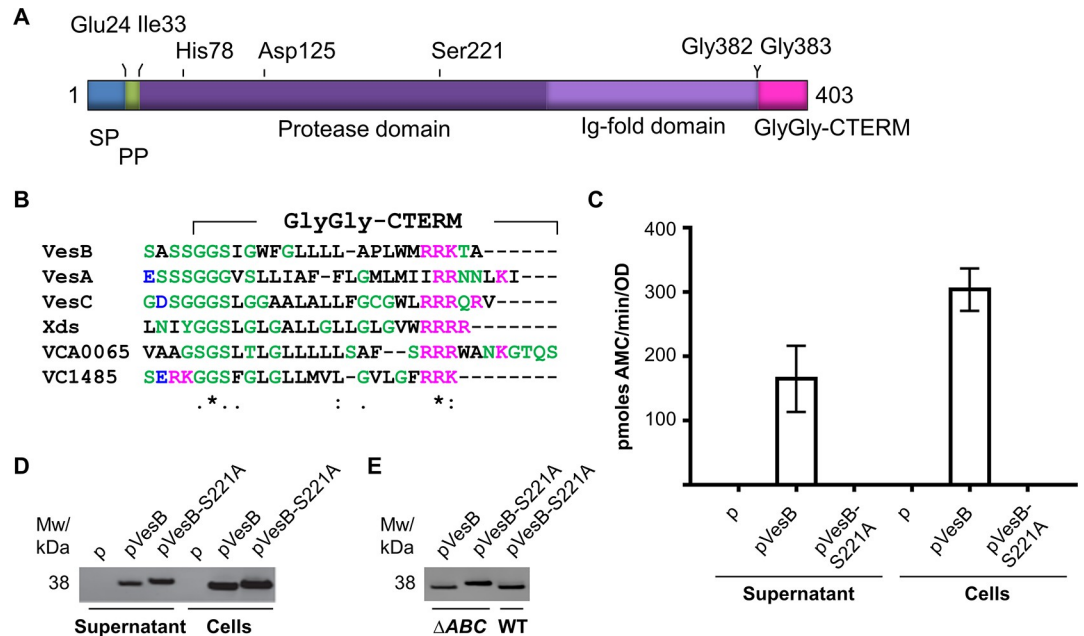 A
Glu24 Ile33
His78 Asp125 Ser221 Gly382 Gly383
1 403
SP PP Protease domain Ig-fold domain GlyGly-CTERM
B
GlyGly-CTERM
VesB SASSGGSIGWFGLLLL-APLWMRRKTA------
VesA ESSSGGGVSLLIAF-FLGMLMIIRRNNLKI---
VesC GDSGGGSLGGAALALLFGCGWLRRRQRV-----
Xds LNIYGGSLGLGALLGLLGLGVWRRRR-------
VCA0065 VAAGSGSLTLGLLLLLSAF--SRRRWANKGTQS
VC1485 SERKGGSFGLGLLMVL-GVLGFRRK--------
.*.. : . *:
C
pmoles AMC/min/OD
400
300
200
100
p pVesB pVesB-S221A p pVesB pVesB-S221A
Supernatant Cells
D
Mw/
kDa
p pVesB pVesB-S221A p pVesB pVesB-S221A
38
Supernatant Cells
E
Mw/
kDa
pVesB pVesB-S221A pVesB-S221A
38
ΔABC WT